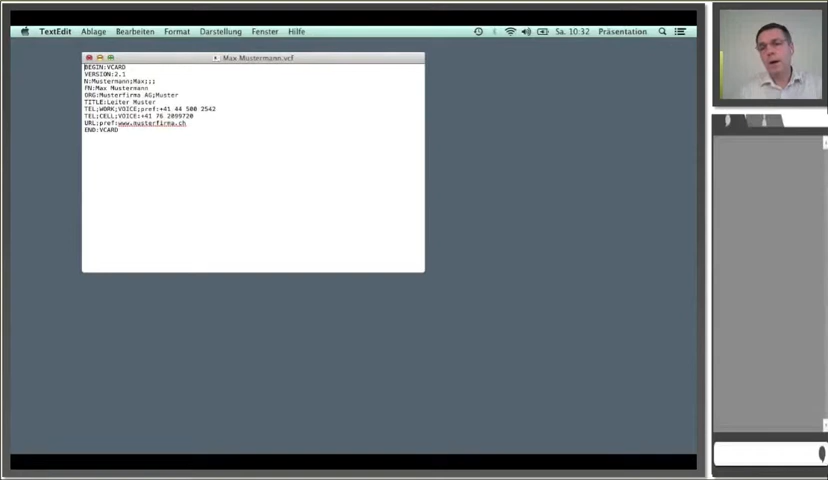 TextEdit Ablage Bearbeiten Format Darstellung Fenster Hilfe Sa. 10:32 Präsentation
Max Mustermann.vcf
BEGIN:VCARD
VERSION:2.1
N:Mustermann;Max;;;
FN:Max Mustermann
ORG:Musterfirma AG;Muster
TITLE:Leiter Muster
TEL;WORK;VOICE;pref:+41 44 500 2542
TEL;CELL;VOICE:+41 76 2099720
URL;pref:www.musterfirma.ch
END:VCARD